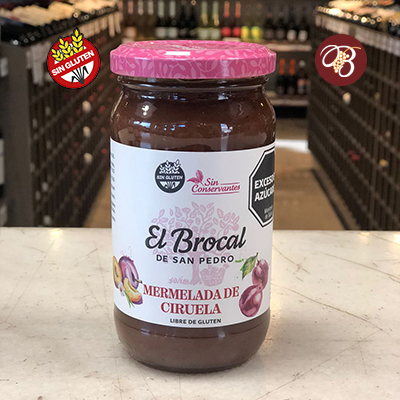 SIN GLUTEN
B
SIN GLUTEN
Sin
Conservantes
EXCESO
AZÚCAR
El Brocal
DE SAN PEDRO
MERMELADA DE
CIRUELA
LIBRE DE GLUTEN